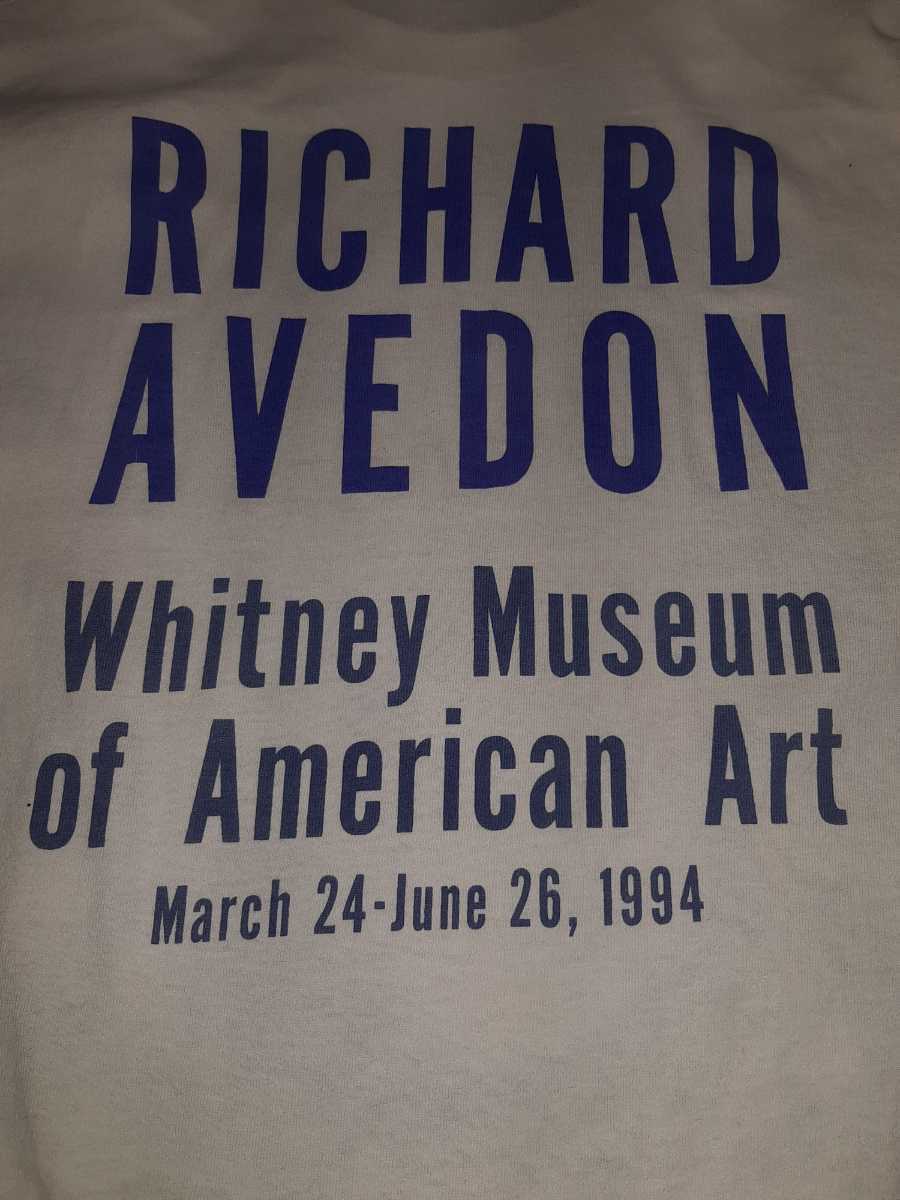 RICHARD
AVEDON
Whitney Museum
of American Art
March 24-June 26, 1994